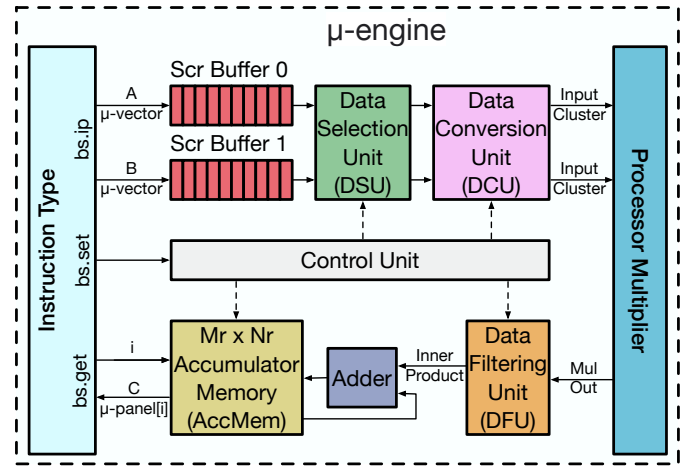 μ-engine
Instruction Type
bs.ip
bs.set
bs.get
A
μ-vector
B
μ-vector
Scr Buffer 0
Scr Buffer 1
Data
Selection
Unit
(DSU)
Data
Conversion
Unit
(DCU)
Input
Cluster
Input
Cluster
Processor Multiplier
Control Unit
i
C
μ-panel[i]
Mr x Nr
Accumulator
Memory
(AccMem)
Adder
Inner
Product
Data
Filtering
Unit
(DFU)
Mul
Out